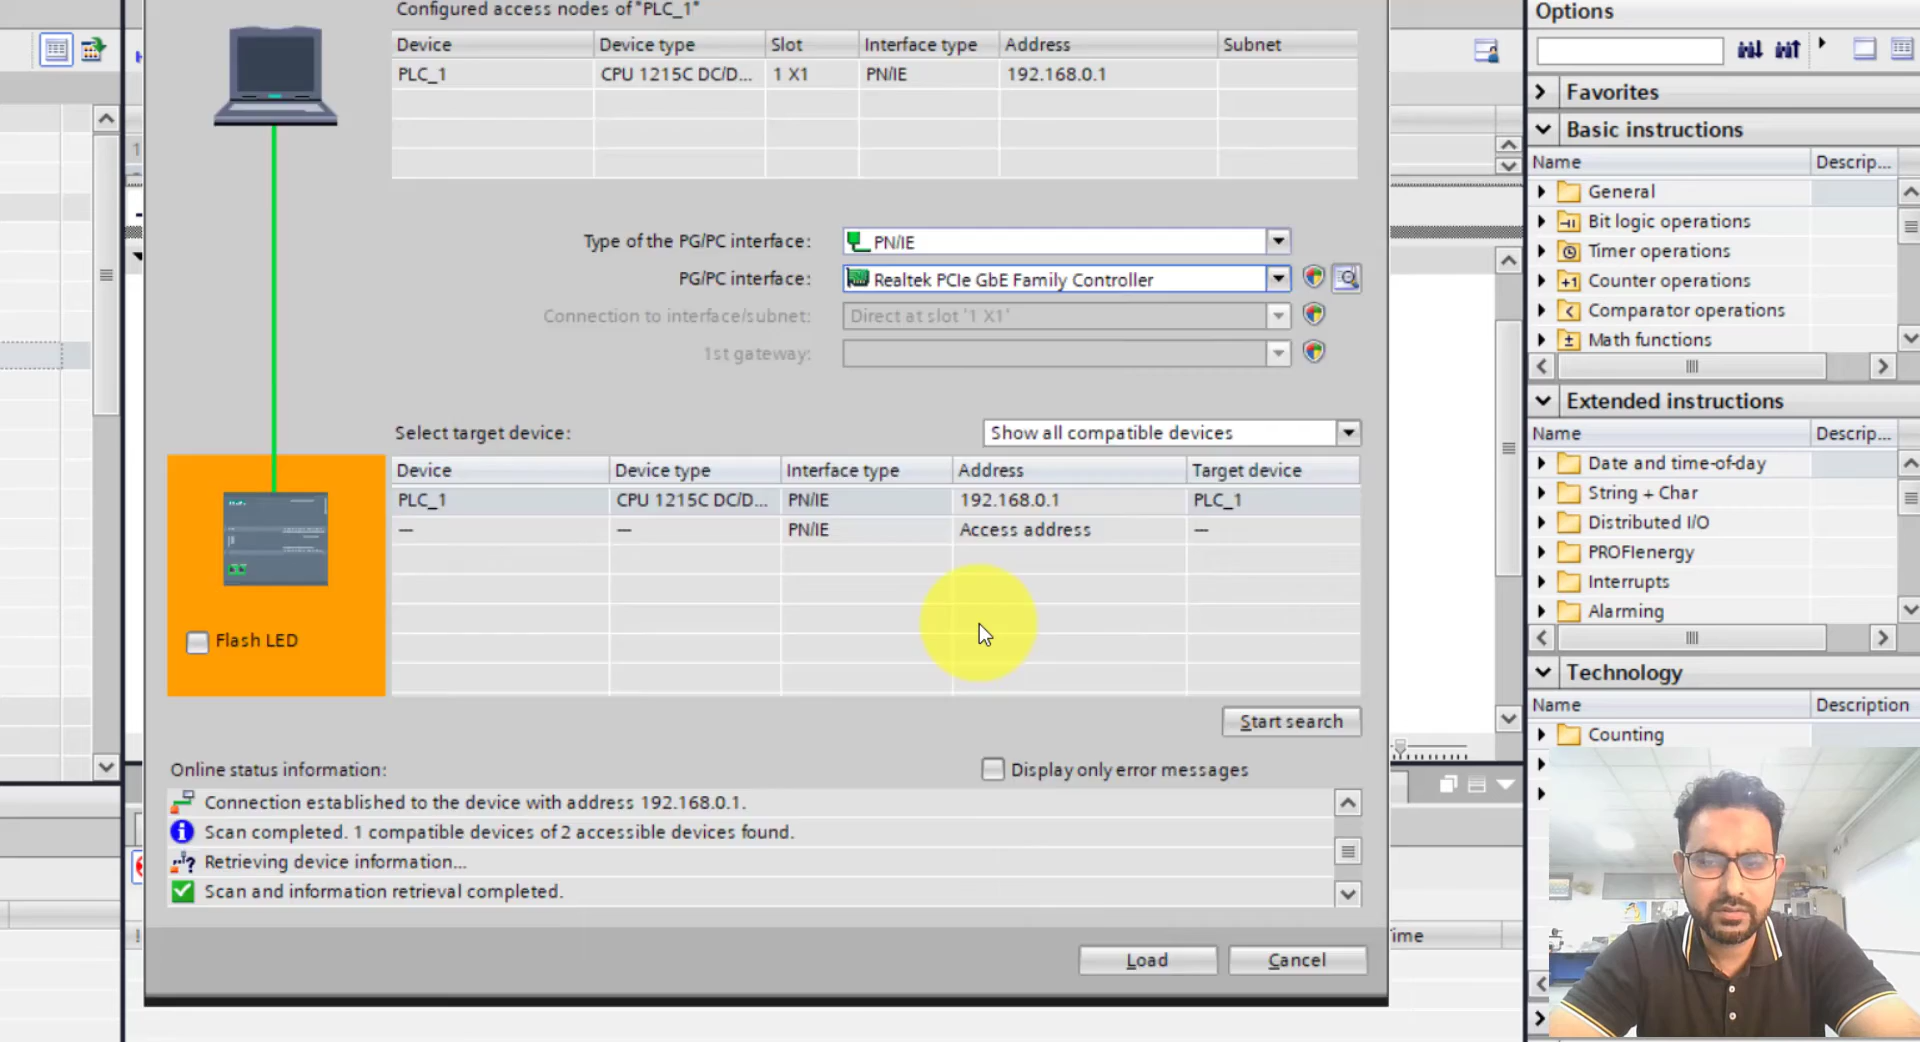 Configured access nodes of "PLC_1"
Device Device type Slot Interface type Address Subnet
PLC_1 CPU 1215C DC/D... 1 X1 PN/IE 192.168.0.1
Type of the PG/PC interface: PN/IE
PG/PC interface: Realtek PCIe GbE Family Controller
Connection to interface/subnet: Direct at slot '1 X1'
1st gateway:
Select target device: Show all compatible devices
Device Device type Interface type Address Target device
PLC_1 CPU 1215C DC/D... PN/IE 192.168.0.1 PLC_1
— — PN/IE Access address —
Flash LED
Start search
Online status information: Display only error messages
Connection established to the device with address 192.168.0.1.
Scan completed. 1 compatible devices of 2 accessible devices found.
Retrieving device information...
Scan and information retrieval completed.
Load Cancel
Options
Favorites
Basic instructions
Name Descrip...
General
Bit logic operations
Timer operations
Counter operations
Comparator operations
Math functions
Extended instructions
Name Descrip...
Date and time-of-day
String + Char
Distributed I/O
PROFIenergy
Interrupts
Alarming
Technology
Name Description
Counting